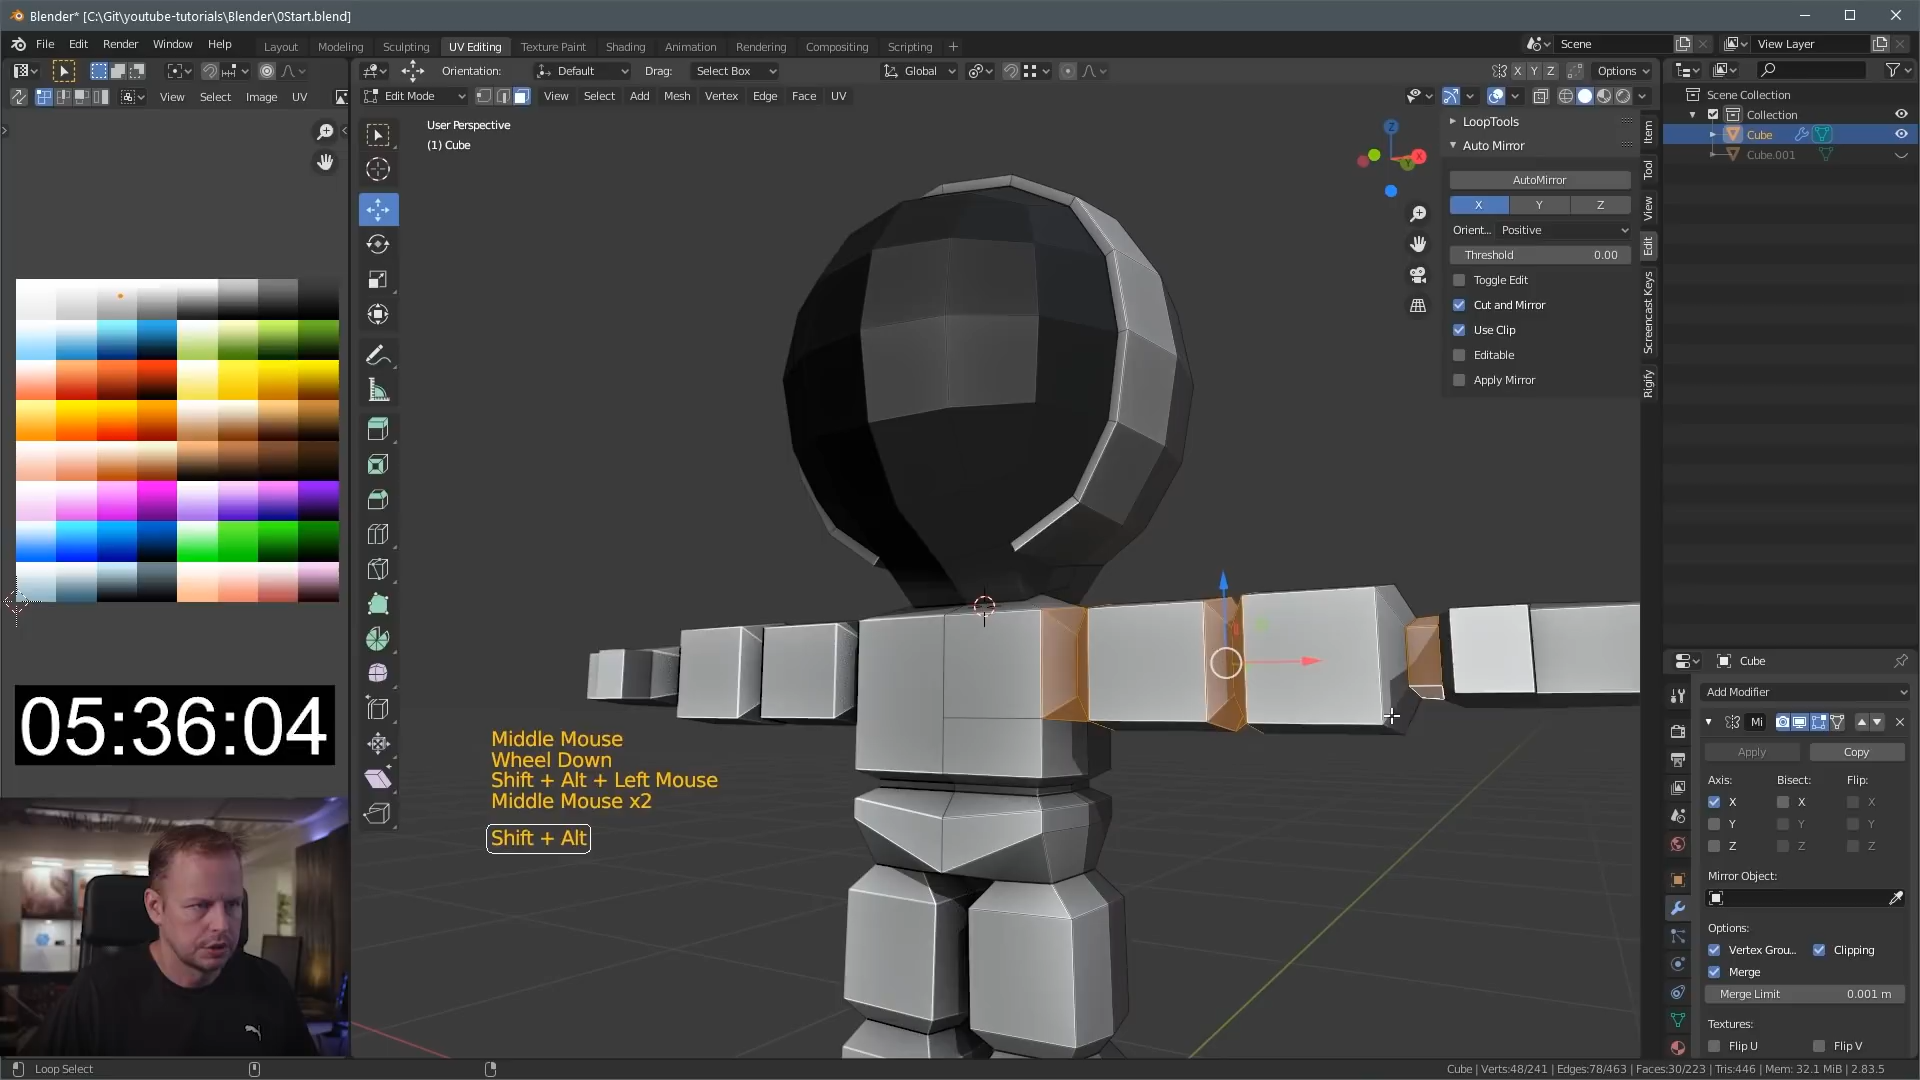 Blender* [C:\Git\youtube-tutorials\Blender\0Start.blend]
File Edit Render Window Help
Layout Modeling Sculpting UV Editing Texture Paint Shading Animation Rendering Compositing Scripting +
Scene
View Layer
Orientation: Default Drag: Select Box
Global
X Y Z Options
View Select Image UV
Edit Mode View Select Add Mesh Vertex Edge Face UV
User Perspective
(1) Cube
Z
X
Y
LoopTools
Auto Mirror
AutoMirror
X Y Z
Orient... Positive
Threshold 0.00
Toggle Edit
Cut and Mirror
Use Clip
Editable
Apply Mirror
Item
Tool
View
Edit
Screencast Keys
Rigify
Scene Collection
Collection
Cube
Cube.001
05:36:04
Middle Mouse
Wheel Down
Shift + Alt + Left Mouse
Middle Mouse x2
Shift + Alt
Cube
Add Modifier
Mi
Apply Copy
Axis: Bisect: Flip:
X X X
Y Y Y
Z Z Z
Mirror Object:
Options:
Vertex Grou... Clipping
Merge
Merge Limit 0.001 m
Textures:
Flip U Flip V
Loop Select
Cube | Verts:48/241 | Edges:78/463 | Faces:30/223 | Tris:446 | Mem: 32.1 MiB | 2.83.5